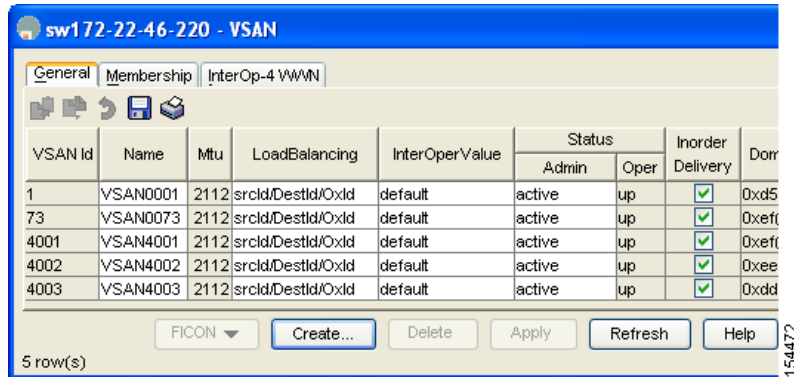 sw172-22-46-220 - VSAN
General Membership InterOp-4 WWN
VSAN Id Name Mtu LoadBalancing InterOperValue Status Admin Oper Inorder Delivery Dom
1 VSAN0001 2112 srcId/DestId/OxId default active up 0xd5
73 VSAN0073 2112 srcId/DestId/OxId default active up 0xef(
4001 VSAN4001 2112 srcId/DestId/OxId default active up 0xef(
4002 VSAN4002 2112 srcId/DestId/OxId default active up 0xee
4003 VSAN4003 2112 srcId/DestId/OxId default active up 0xdd
FICON Create... Delete Apply Refresh Help
5 row(s)
154472